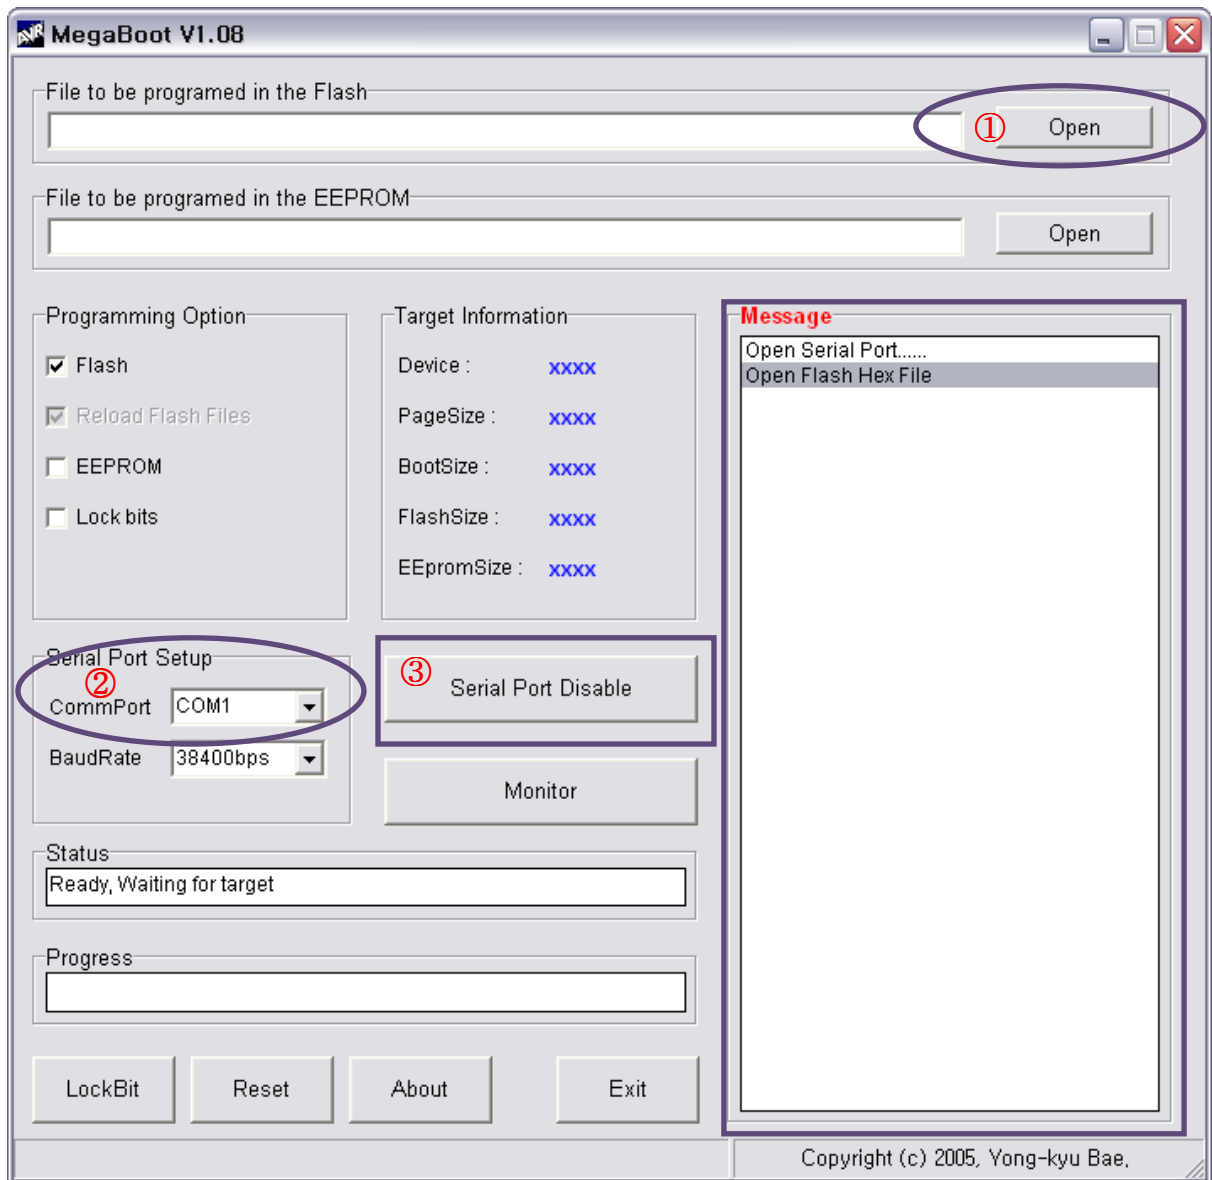 MegaBoot V1.08
File to be programed in the Flash
① Open
File to be programed in the EEPROM
Open
Programming Option
Flash
Reload Flash Files
EEPROM
Lock bits
Target Information
Device : xxxx
PageSize : xxxx
BootSize : xxxx
FlashSize : xxxx
EEpromSize : xxxx
Message
Open Serial Port......
Open Flash Hex File
Serial Port Setup
②
CommPort COM1
BaudRate 38400bps
③ Serial Port Disable
Monitor
Status
Ready, Waiting for target
Progress
LockBit Reset About Exit
Copyright (c) 2005, Yong-kyu Bae,